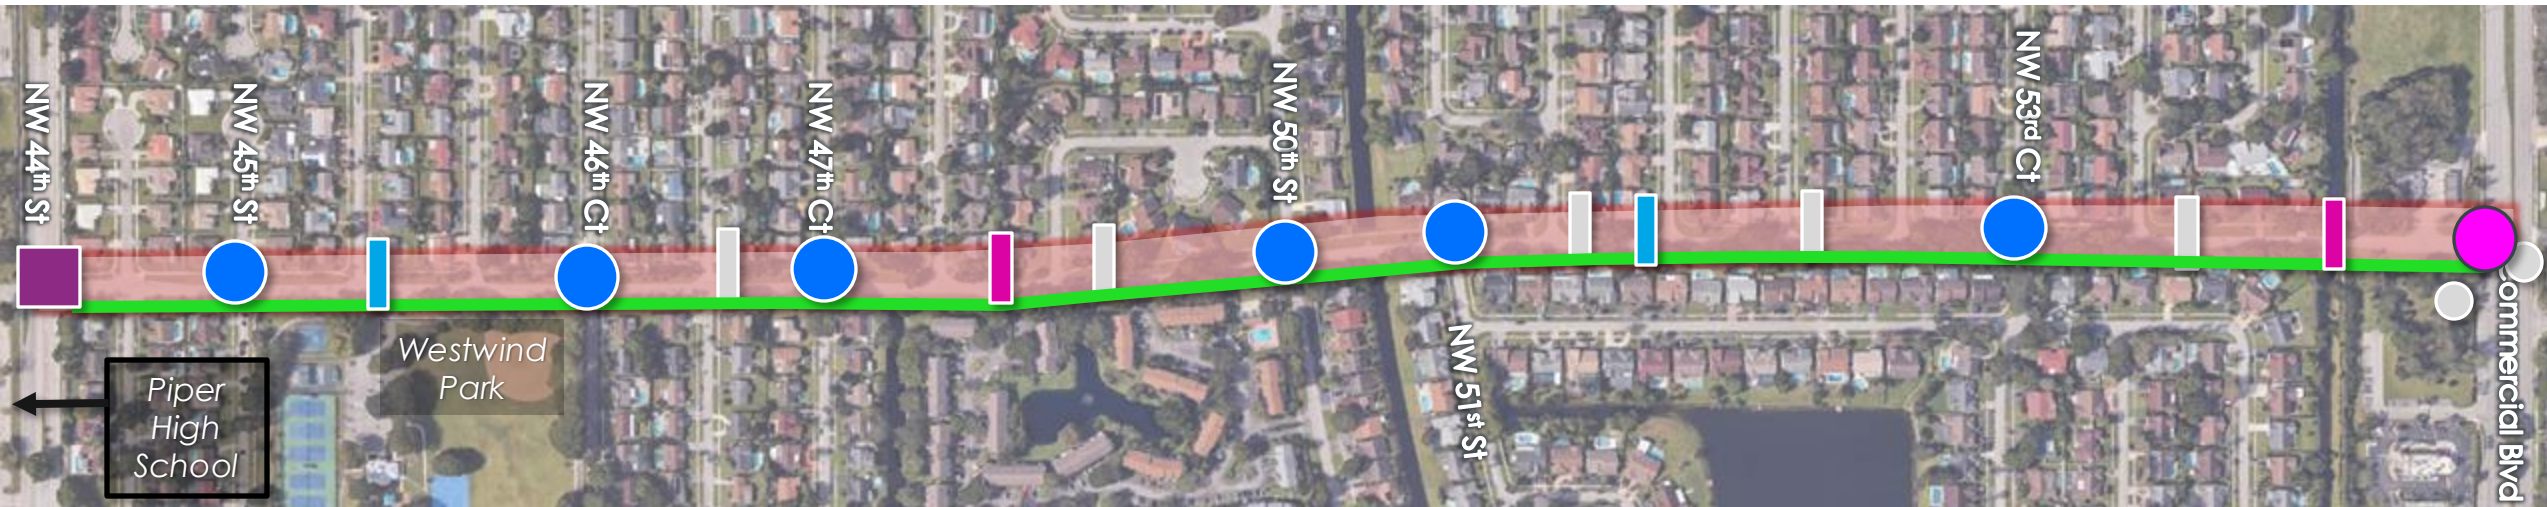 NW 44th St
NW 45th St
NW 46th Ct
NW 47th Ct
NW 50th St
NW 51st St
NW 53rd Ct
ommercial Blvd
Westwind
Park
Piper
High
School